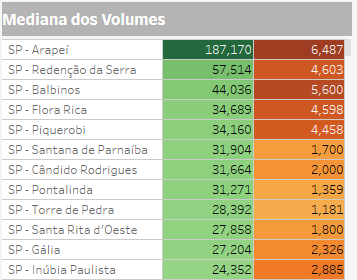 Mediana dos Volumes
SP - Arapeí 187,170 6,487
SP - Redenção da Serra 57,514 4,603
SP - Balbinos 44,036 5,600
SP - Flora Rica 34,689 4,598
SP - Piquerobi 34,160 4,458
SP - Santana de Parnaíba 31,904 1,700
SP - Cândido Rodrigues 31,664 2,000
SP - Pontalinda 31,271 1,359
SP - Torre de Pedra 28,392 1,181
SP - Santa Rita d'Oeste 27,858 1,800
SP - Gália 27,204 2,326
SP - Inúbia Paulista 24,352 2,885